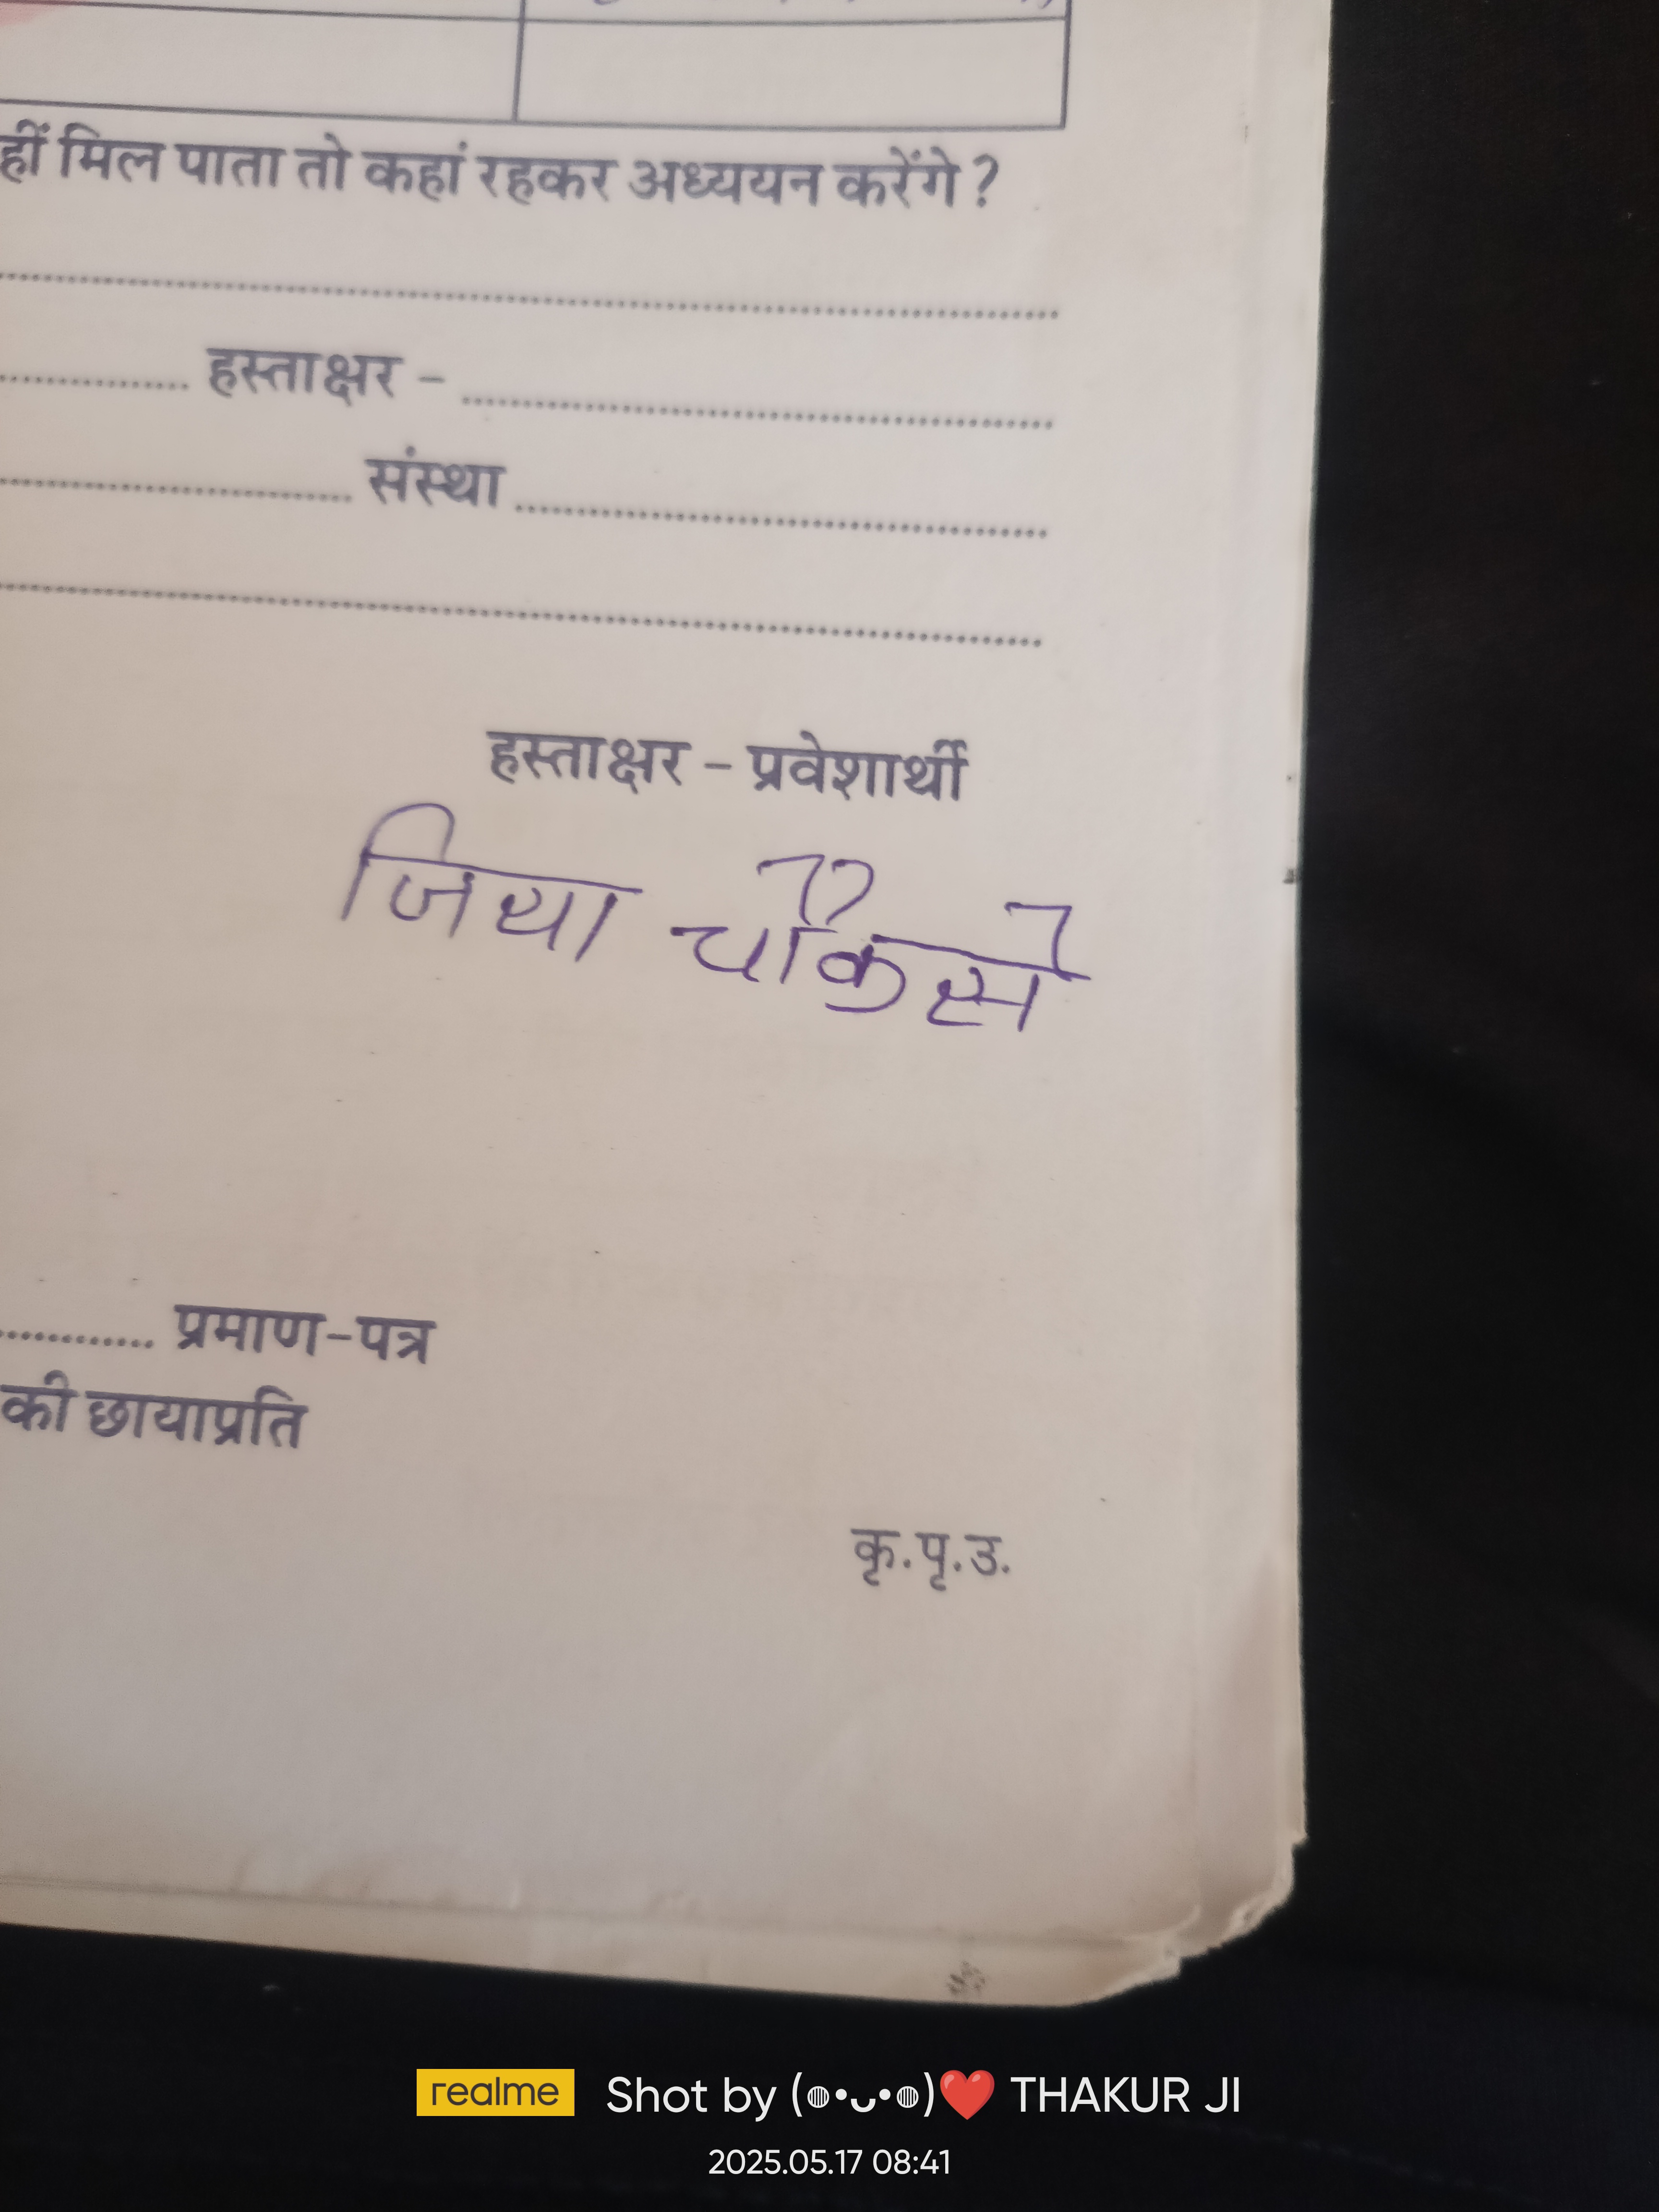 हीं मिल पाता तो कहां रहकर अध्ययन करेंगे?
हस्ताक्षर –
संस्था
हस्ताक्षर – प्रवेशार्थी
जिया चौकसे
प्रमाण-पत्र
की छायाप्रति
कृ.पृ.उ.
realme Shot by (◍•ᴗ•◍)❤️ THAKUR JI
2025.05.17 08:41